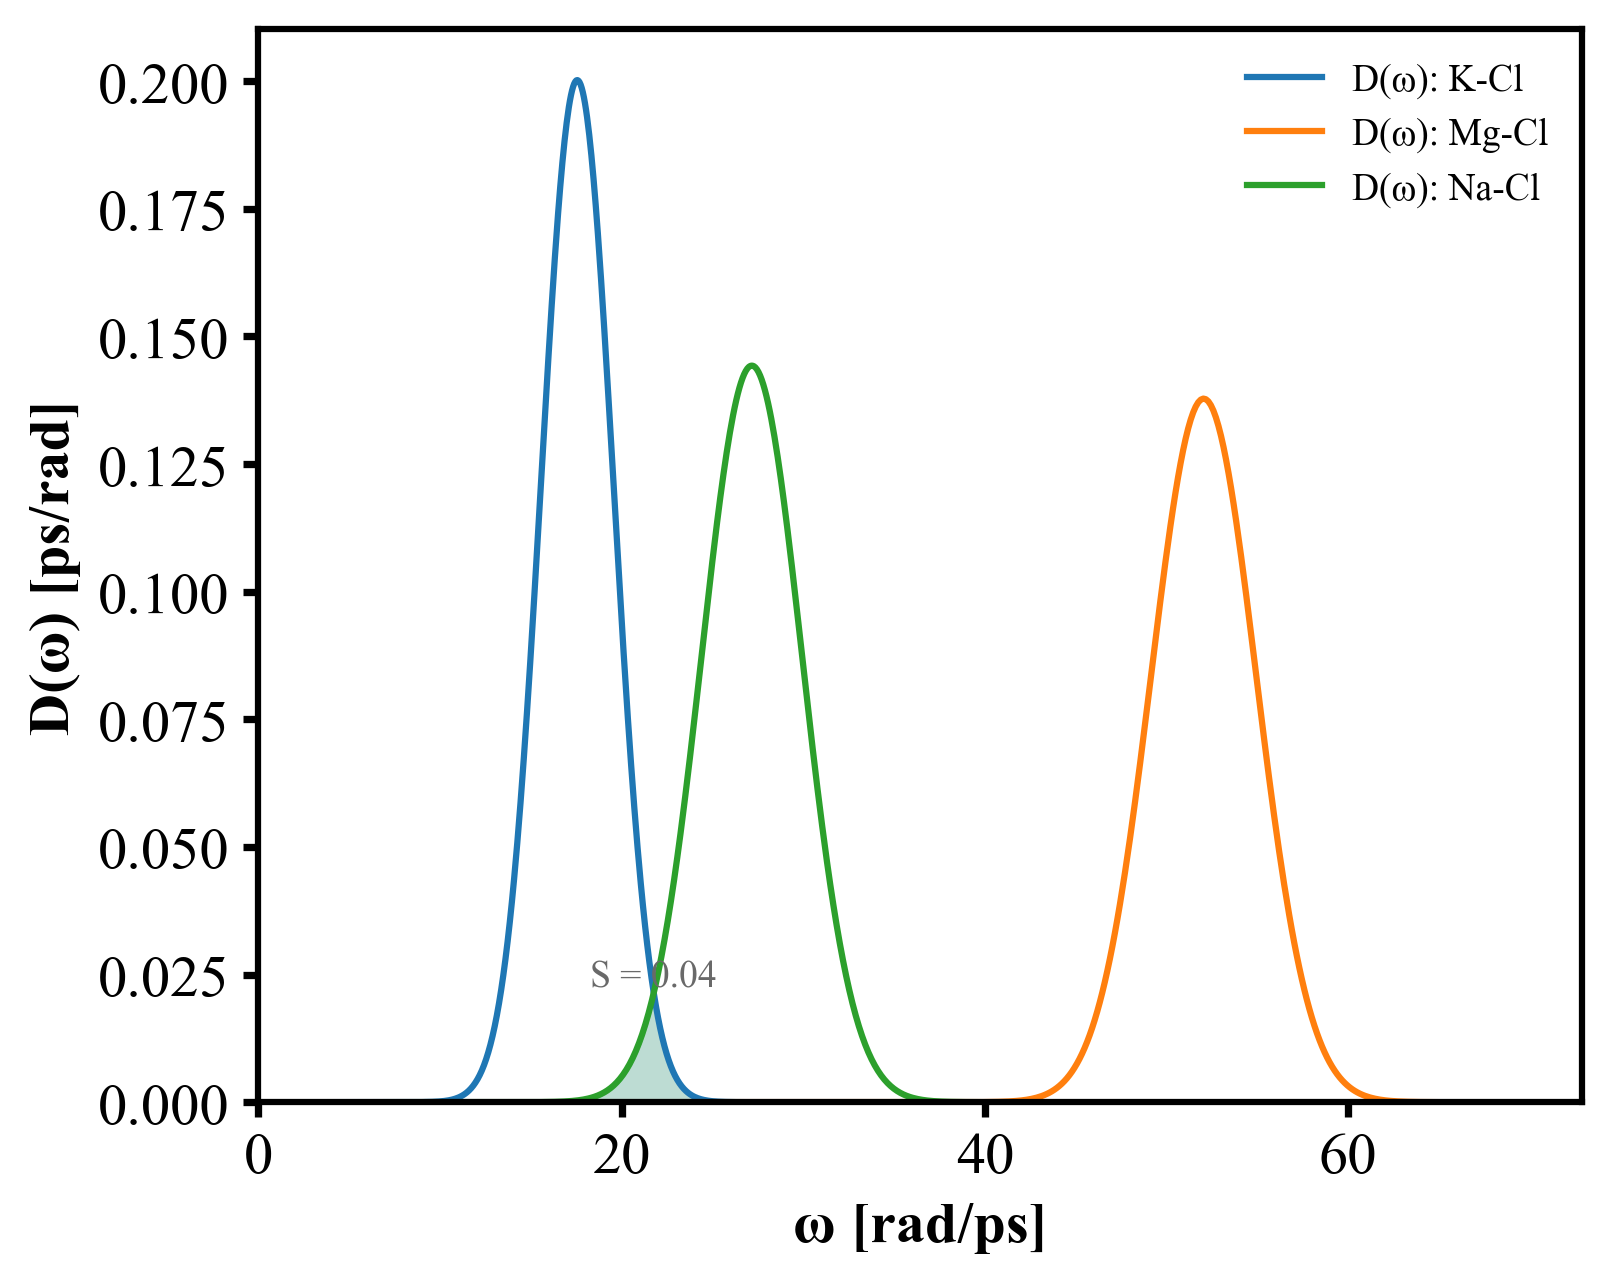 D(ω): K-Cl
D(ω): Mg-Cl
D(ω): Na-Cl
D(ω) [ps/rad]
0.200
0.175
0.150
0.125
0.100
0.075
0.050
0.025
0.000
S = 0.04
0 20 40 60
ω [rad/ps]